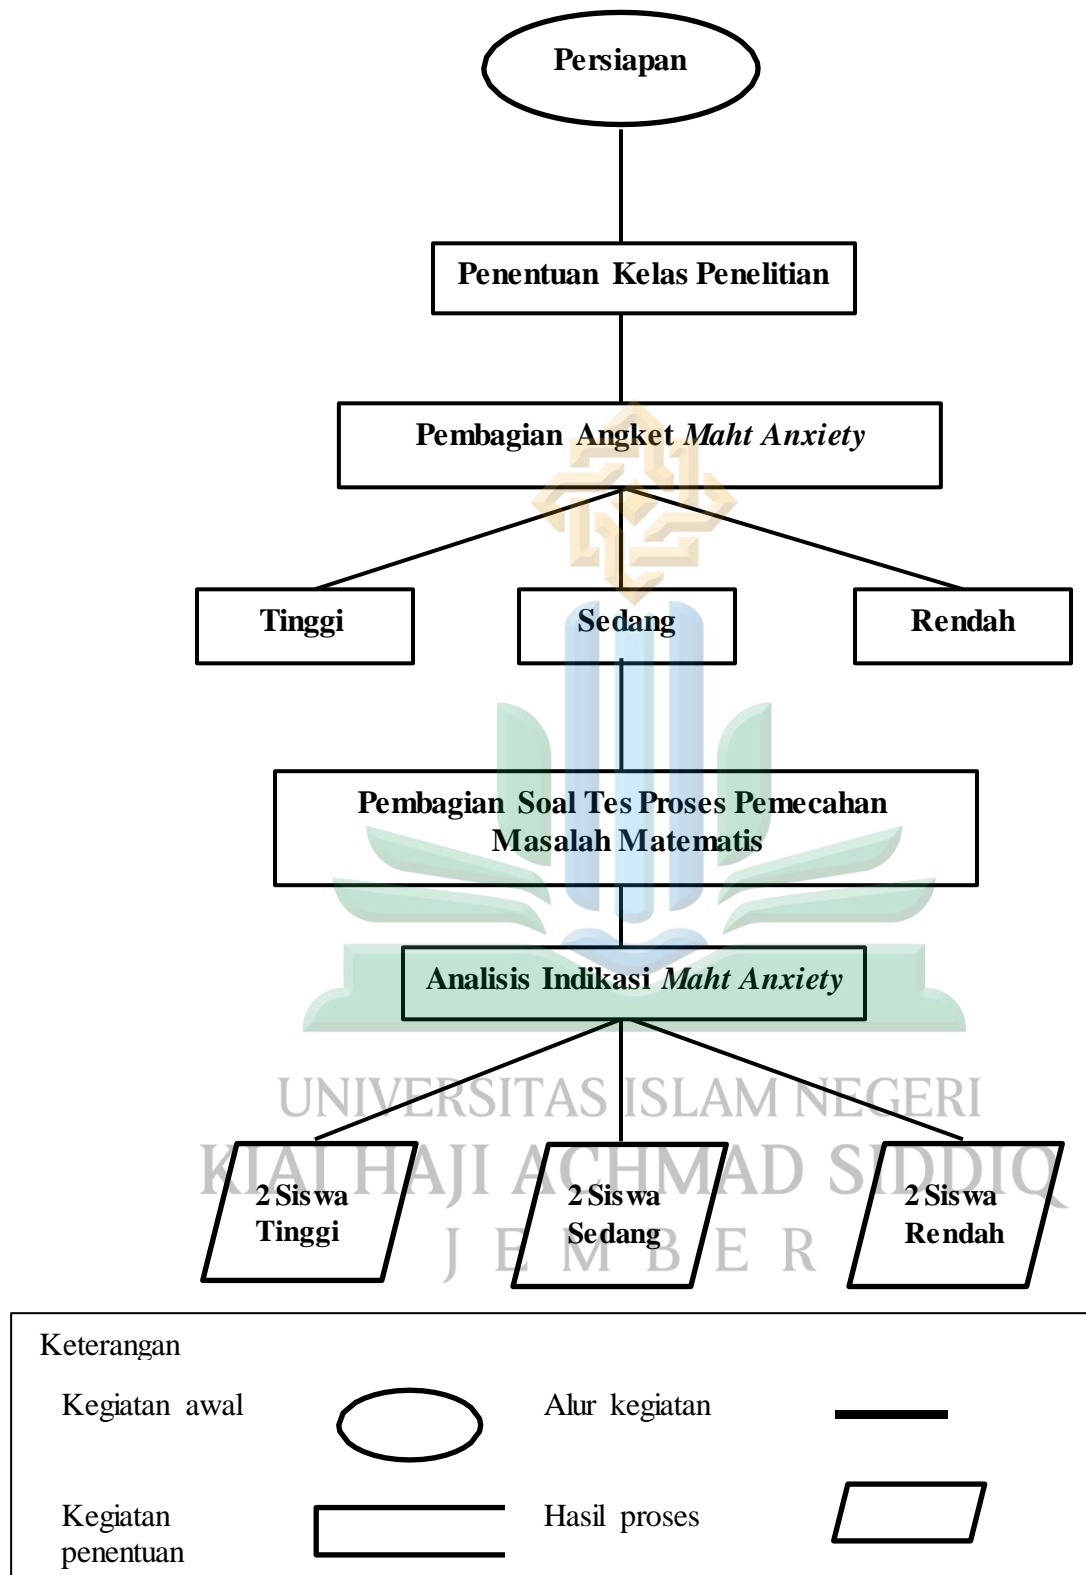 Persiapan
Penentuan Kelas Penelitian
Pembagian Angket Maht Anxiety
Tinggi
Sedang
Rendah
Pembagian Soal Tes Proses Pemecahan
Masalah Matematis
Analisis Indikasi Maht Anxiety
UNIVERSITAS ISLAM NEGERI
KIAI HAJI ACHMAD SIDDIQ
JEMBER
2 Siswa
Tinggi
2 Siswa
Sedang
2 Siswa
Rendah
Keterangan
Kegiatan awal
Alur kegiatan
Kegiatan
penentuan
Hasil proses